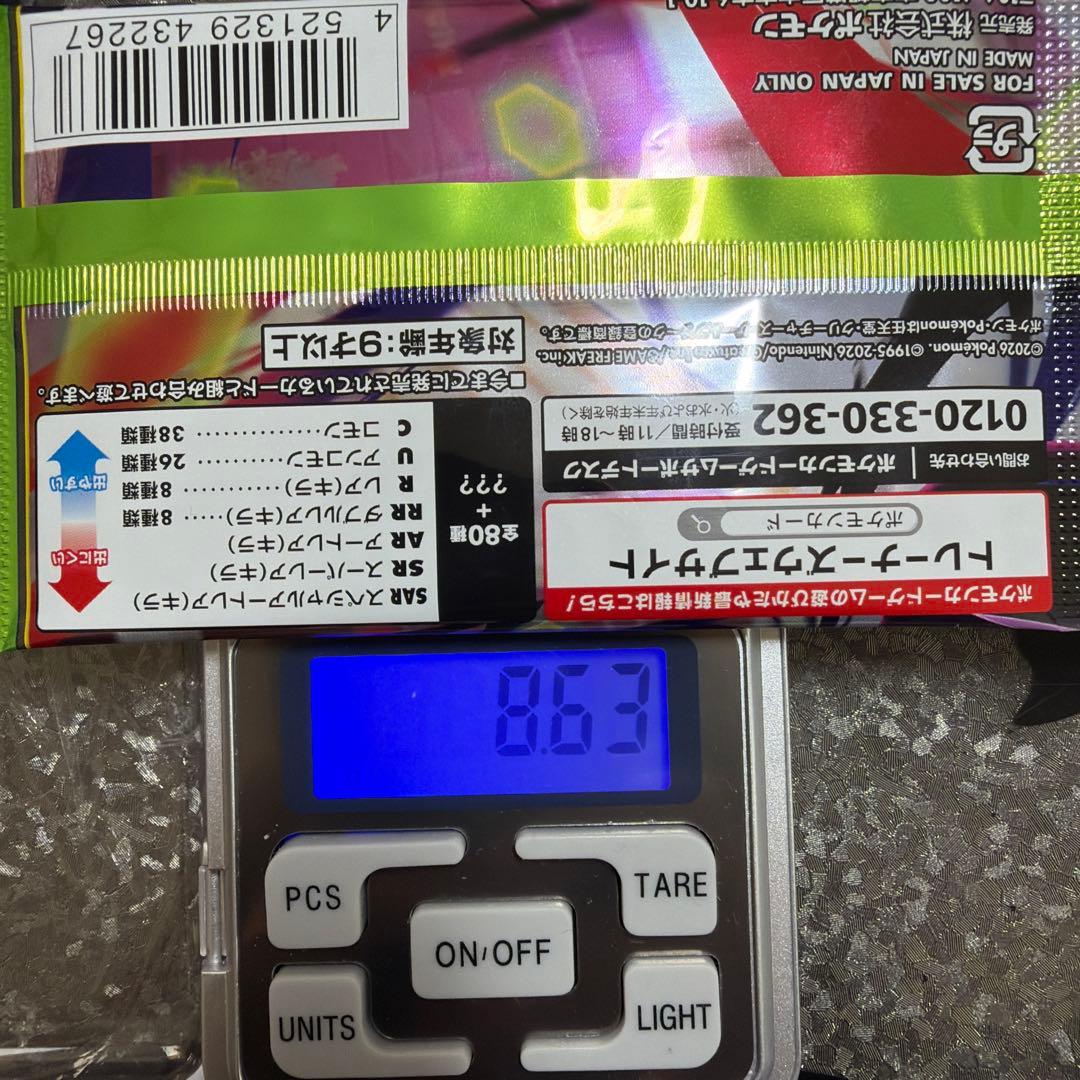 4 521329 432267
発売元 株式会社ポケモン
MADE IN JAPAN
FOR SALE IN JAPAN ONLY
プラ
対象年齢:9才以上
■今までに発売されているカードと組み合わせて遊べます。
©2026 Pokémon. ©1995-2026 Nintendo/Creatures Inc./GAME FREAK inc.
ポケモン・Pokémonは任天堂・クリーチャーズ・ゲームフリークの登録商標です。
SAR スペシャルアートレア(キラ)
SR スーパーレア(キラ)
AR アートレア(キラ)
RR ダブルレア(キラ)····· 8種類
R レア(キラ)············ 8種類
U アンコモン ············ 26種類
C コモン················ 38種類
出にくい
出やすい
全80種
+
???
ポケモンカードゲームの遊びかたや最新情報はこちら!
トレーナーズウェブサイト
ポケモンカード
お問い合わせ先 | ポケモンカードゲームサポートデスク
0120-330-362 受付時間/11時〜18時
(火・水および年末年始を除く)
8.63
PCS
TARE
ON/OFF
UNITS
LIGHT